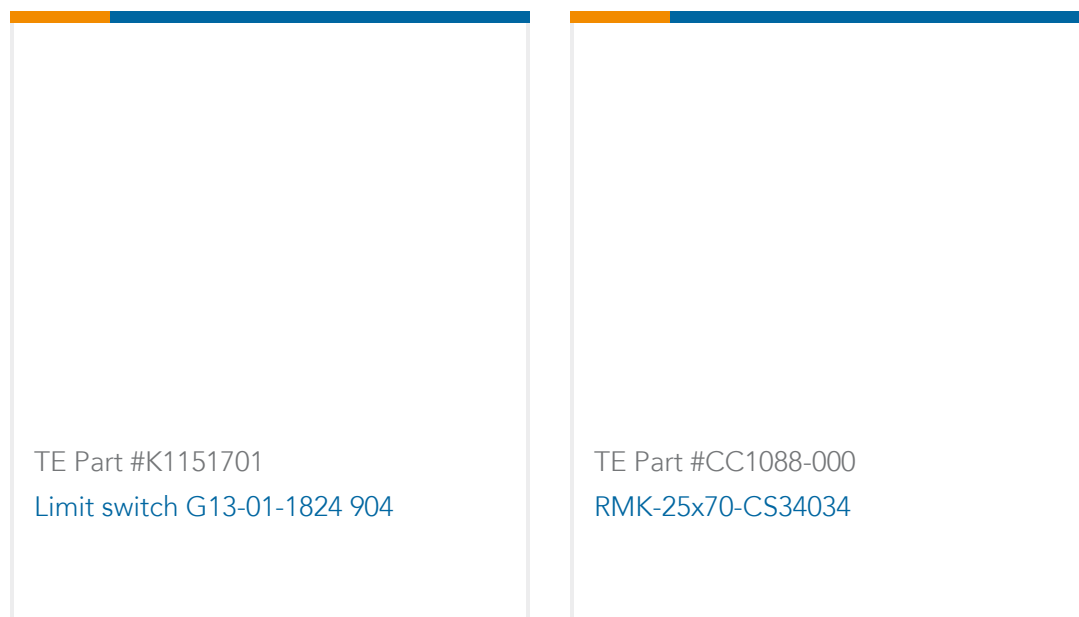 TE Part #K1151701
Limit switch G13-01-1824 904
TE Part #CC1088-000
RMK-25x70-CS34034